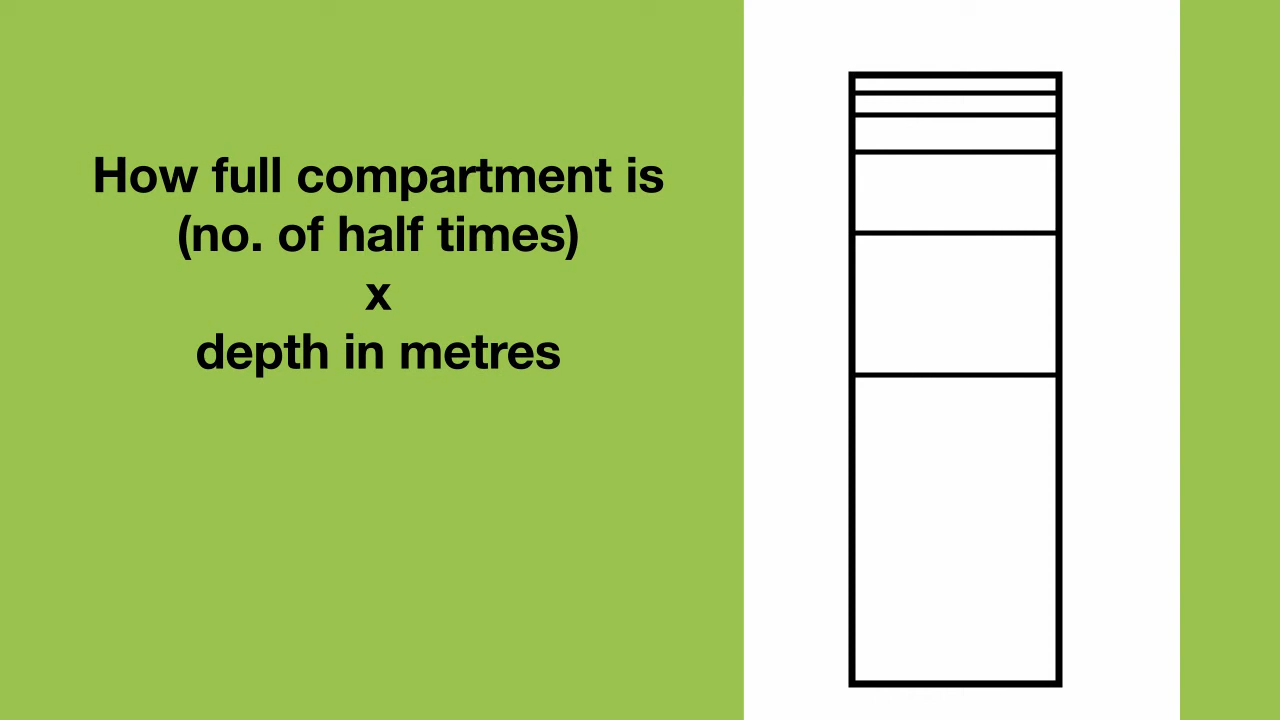 How full compartment is
(no. of half times)
x
depth in metres